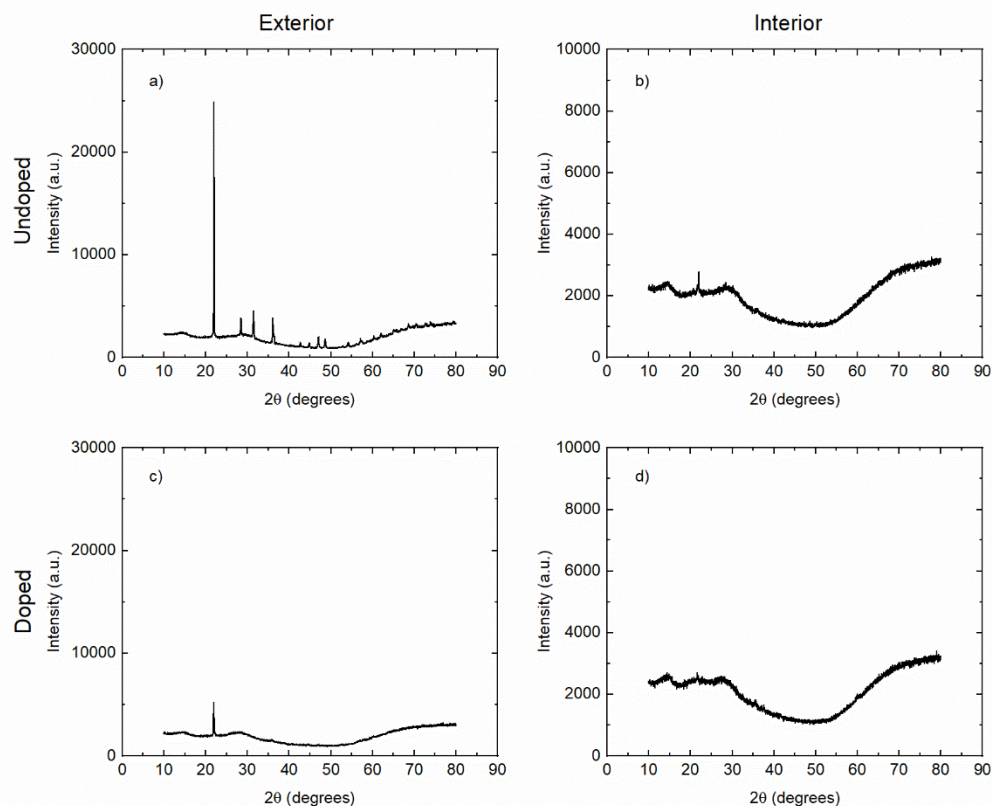 Exterior
Interior
Undoped
a)
Intensity (a.u.)
30000
20000
10000
0
0 10 20 30 40 50 60 70 80 90
2θ (degrees)
b)
Intensity (a.u.)
10000
8000
6000
4000
2000
0
0 10 20 30 40 50 60 70 80 90
2θ (degrees)
Doped
c)
Intensity (a.u.)
30000
20000
10000
0
0 10 20 30 40 50 60 70 80 90
2θ (degrees)
d)
Intensity (a.u.)
10000
8000
6000
4000
2000
0
0 10 20 30 40 50 60 70 80 90
2θ (degrees)